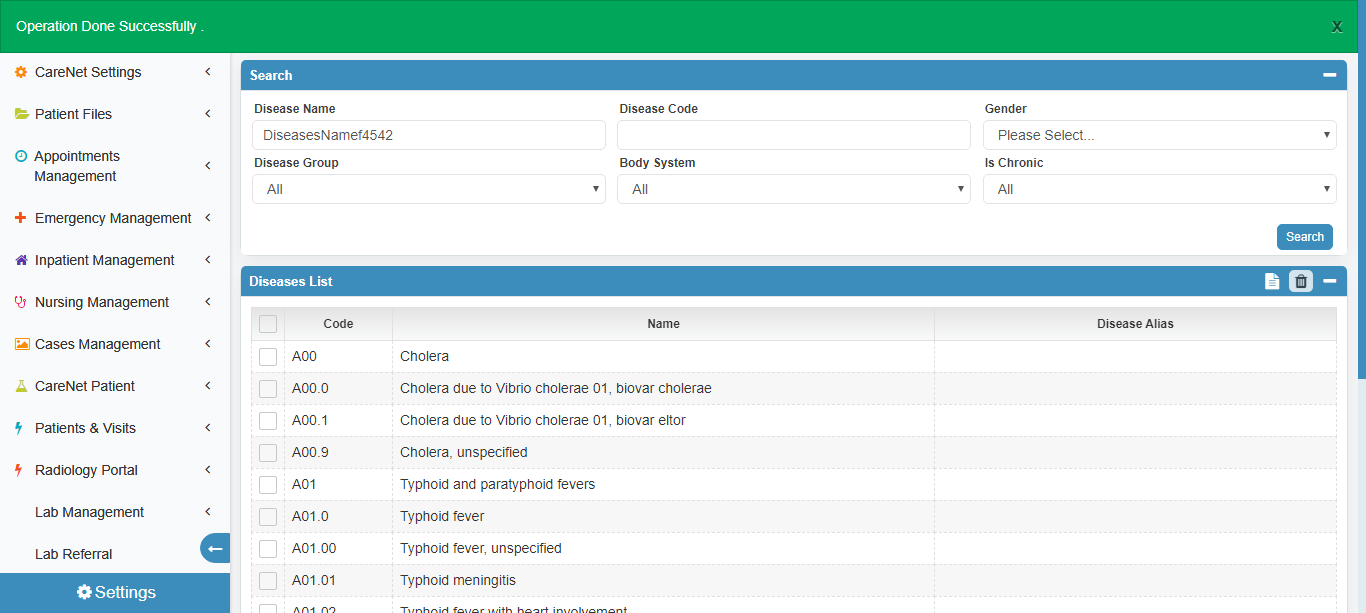 Operation Done Successfully .
X
CareNet Settings
Patient Files
Appointments
Management
Emergency Management
Inpatient Management
Nursing Management
Cases Management
CareNet Patient
Patients & Visits
Radiology Portal
Lab Management
Lab Referral
Settings
Search
Disease Name
Disease Code
Gender
DiseasesNamef4542
Please Select...
Disease Group
Body System
Is Chronic
All
All
All
Search
Diseases List
Code Name Disease Alias
A00 Cholera
A00.0 Cholera due to Vibrio cholerae 01, biovar cholerae
A00.1 Cholera due to Vibrio cholerae 01, biovar eltor
A00.9 Cholera, unspecified
A01 Typhoid and paratyphoid fevers
A01.0 Typhoid fever
A01.00 Typhoid fever, unspecified
A01.01 Typhoid meningitis
A01.02 Typhoid fever with heart involvement